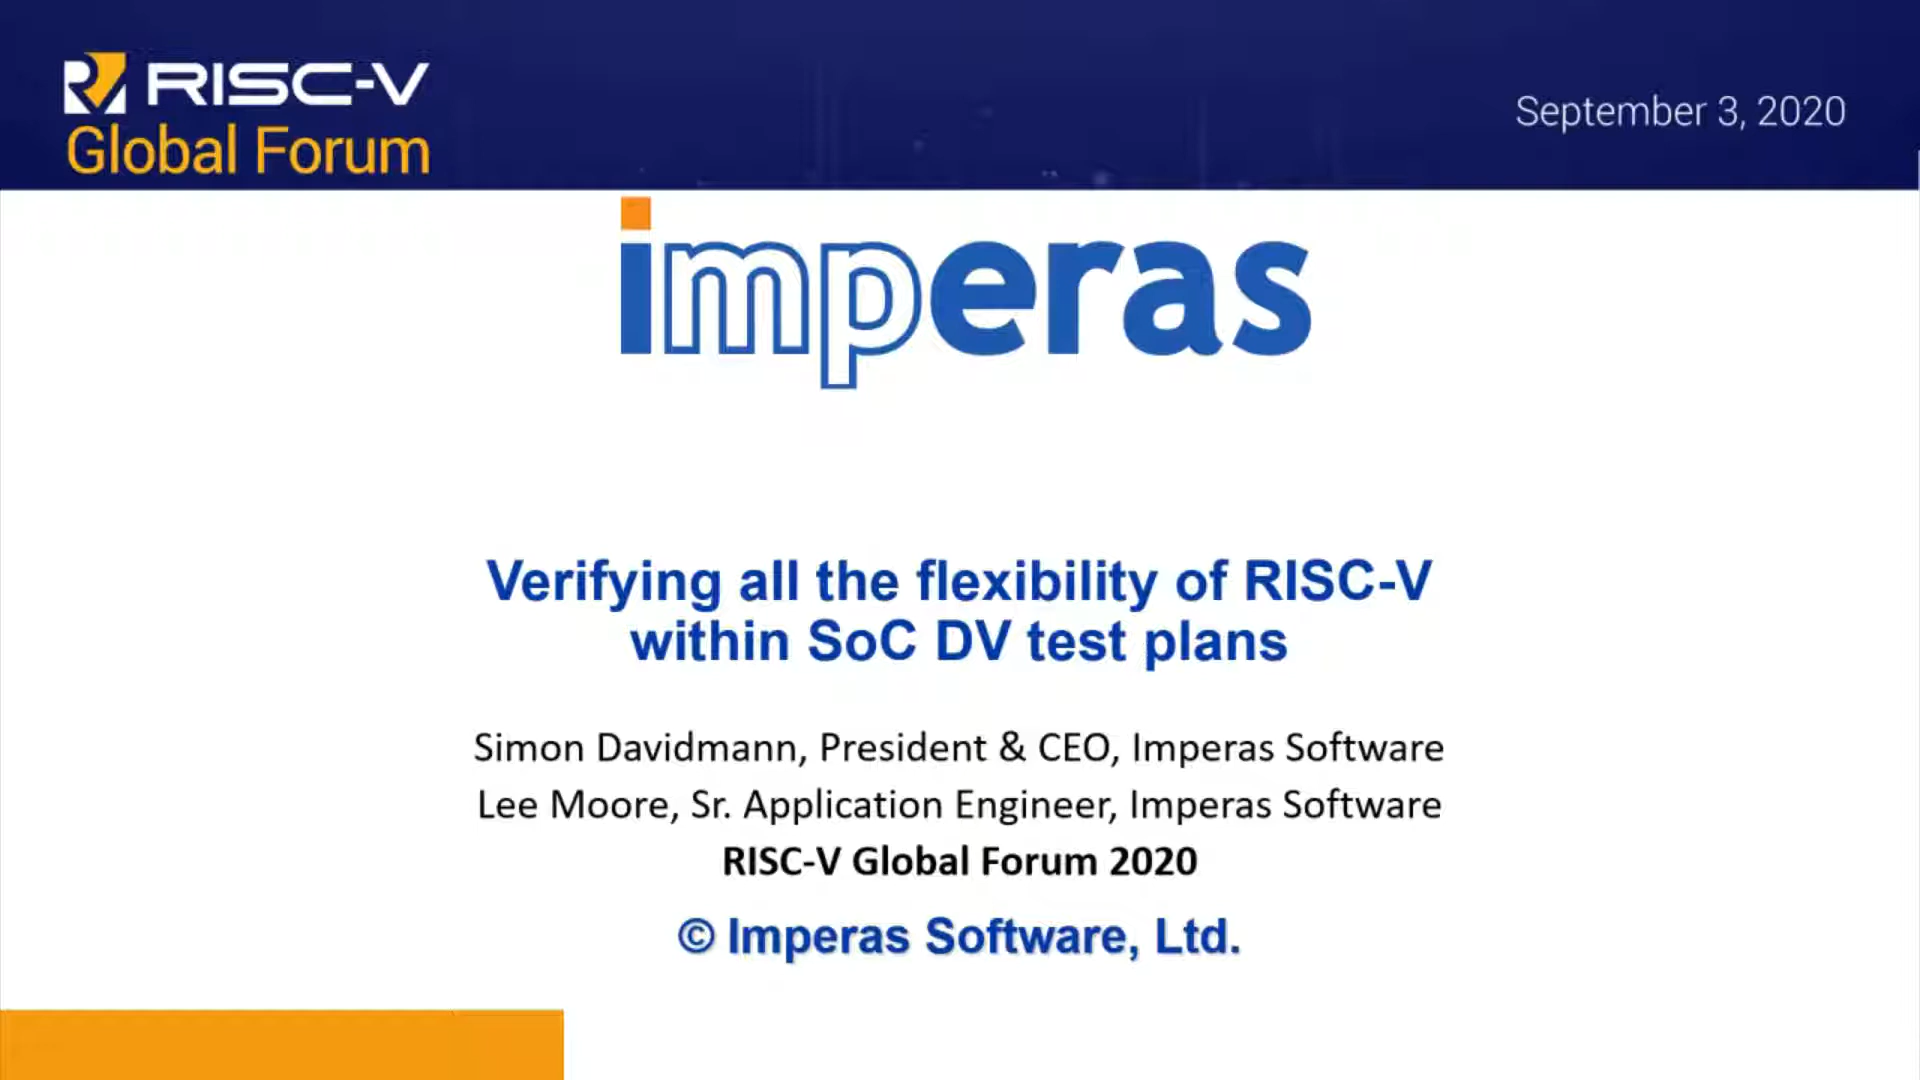 RISC-V
Global Forum
September 3, 2020
imperas
Verifying all the flexibility of RISC-V
within SoC DV test plans
Simon Davidmann, President & CEO, Imperas Software
Lee Moore, Sr. Application Engineer, Imperas Software
RISC-V Global Forum 2020
© Imperas Software, Ltd.